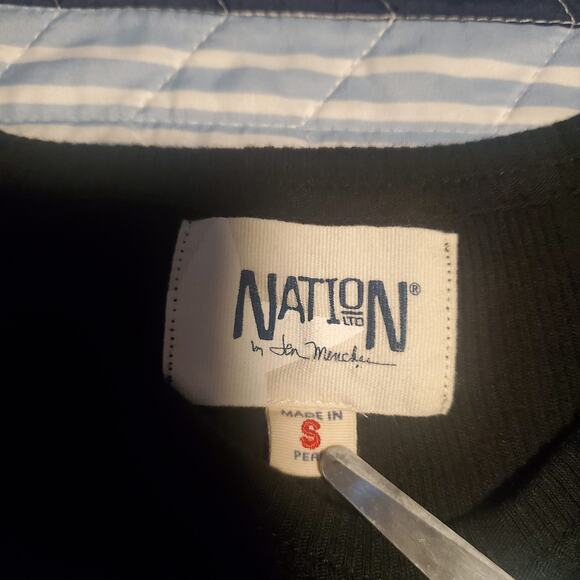 NATION®
LTD
by Jen Menchaca
MADE IN
S